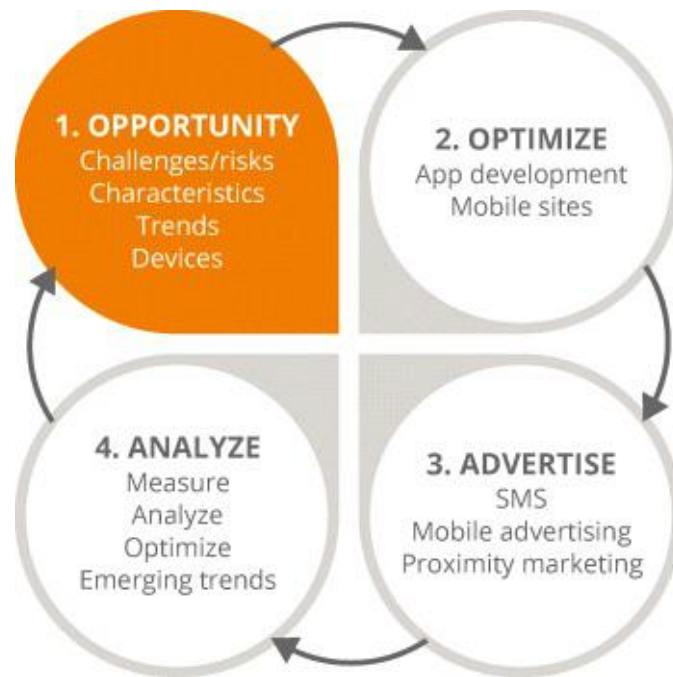 1. OPPORTUNITY
Challenges/risks
Characteristics
Trends
Devices
2. OPTIMIZE
App development
Mobile sites
3. ADVERTISE
SMS
Mobile advertising
Proximity marketing
4. ANALYZE
Measure
Analyze
Optimize
Emerging trends